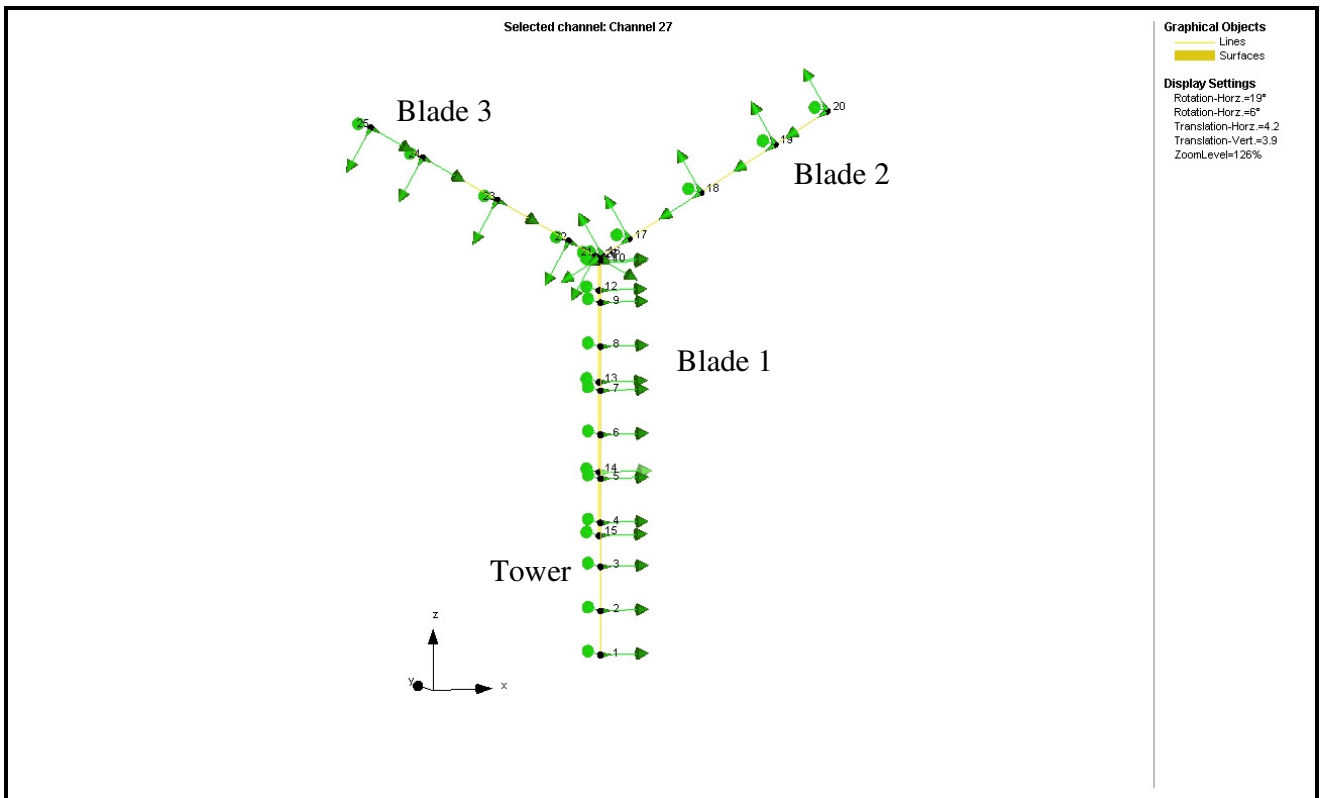 Selected channel: Channel 27
Graphical Objects
Lines
Surfaces
Display Settings
Rotation-Horz.=19°
Rotation-Horz.=6°
Translation-Horz.=4.2
Translation-Vert.=3.9
ZoomLevel=126%
20
Blade 3
25
19
24
Blade 2
18
23
17
22
21
10
12
9
8
Blade 1
13
7
6
14
5
4
15
Tower
3
2
z
1
y
x